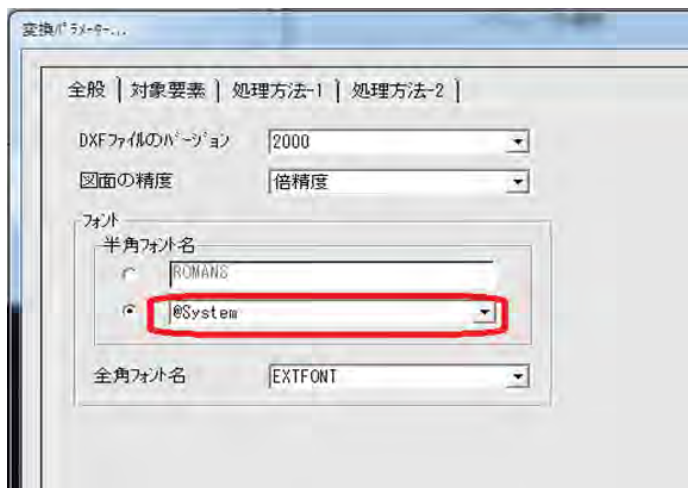 変換ﾊﾟﾗﾒｰﾀｰ...
全般 対象要素 処理方法-1 処理方法-2
DXFﾌｧｲﾙのﾊﾞｰｼﾞｮﾝ 2000
図面の精度 倍精度
ﾌｫﾝﾄ
半角ﾌｫﾝﾄ名
ROMANS
@System
全角ﾌｫﾝﾄ名 EXTFONT